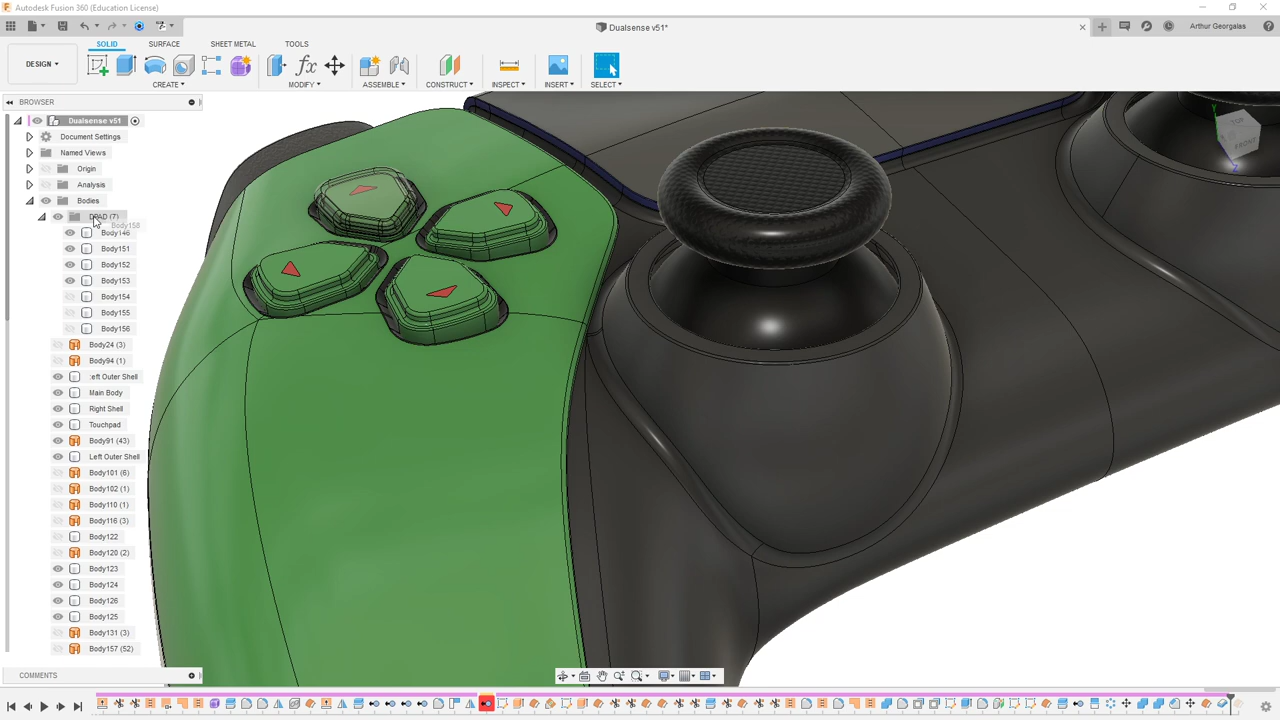 Autodesk Fusion 360 (Education License)
Dualsense v51*
Arthur Georgalas
DESIGN
SOLID
SURFACE
SHEET METAL
TOOLS
CREATE
MODIFY
ASSEMBLE
CONSTRUCT
INSPECT
INSERT
SELECT
BROWSER
Dualsense v51
Document Settings
Named Views
Origin
Analysis
Bodies
DPAD (7)
Body158
Body146
Body151
Body152
Body153
Body154
Body155
Body156
Body24 (3)
Body94 (1)
Left Outer Shell
Main Body
Right Shell
Touchpad
Body91 (43)
Left Outer Shell
Body101 (6)
Body102 (1)
Body110 (1)
Body116 (3)
Body122
Body120 (2)
Body123
Body124
Body126
Body125
Body131 (3)
Body157 (52)
COMMENTS
TOP
FRONT
Y
Z